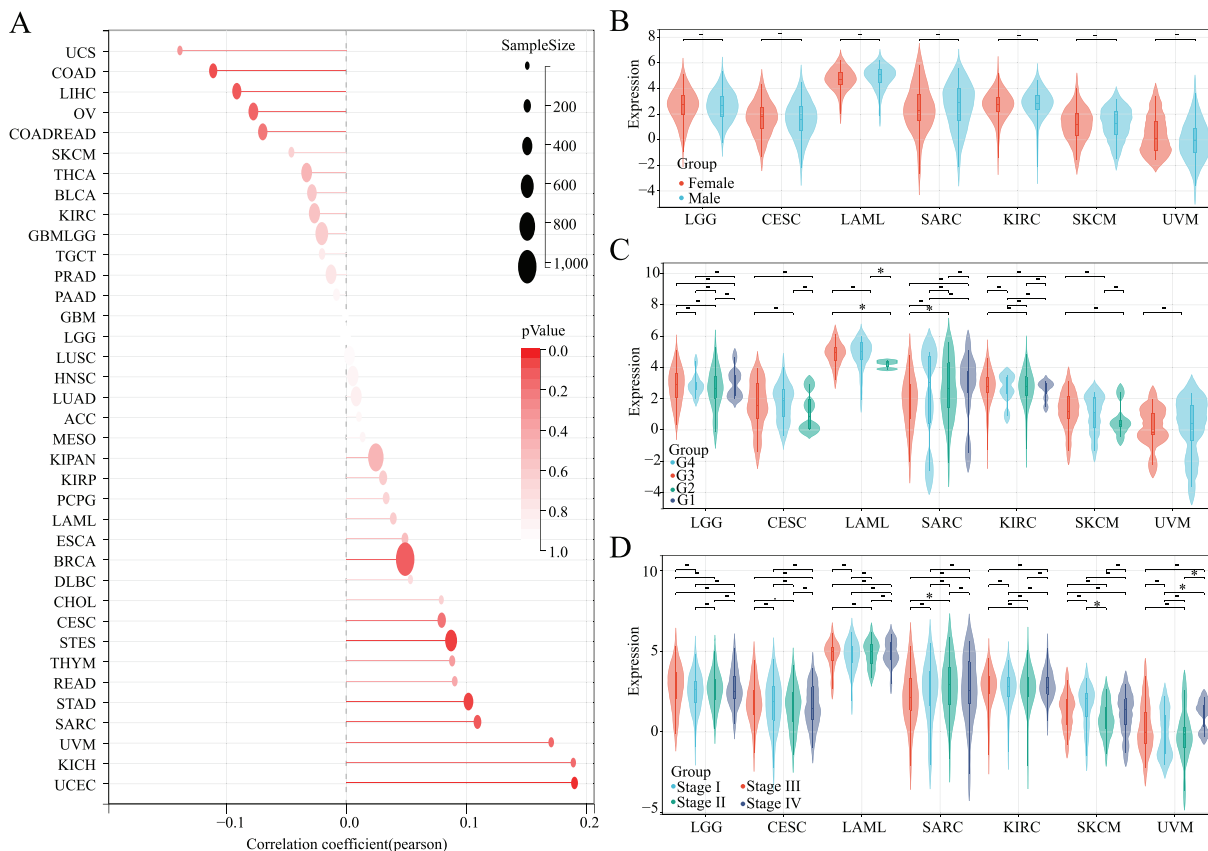 A
UCS
COAD
LIHC
OV
COADREAD
SKCM
THCA
BLCA
KIRC
GBMLGG
TGCT
PRAD
PAAD
GBM
LGG
LUSC
HNSC
LUAD
ACC
MESO
KIPAN
KIRP
PCPG
LAML
ESCA
BRCA
DLBC
CHOL
CESC
STES
THYM
READ
STAD
SARC
UVM
KICH
UCEC
−0.1 0.0 0.1 0.2
Correlation coefficient(pearson)
SampleSize
200
400
600
800
1,000
pValue
0.0
0.2
0.4
0.6
0.8
1.0
B
Expression
8
6
4
2
0
−2
−4
- - - - - - -
Group
Female
Male
LGG CESC LAML SARC KIRC SKCM UVM
C
Expression
10
8
6
4
2
0
−2
−4
* * *
Group
G4
G3
G2
G1
LGG CESC LAML SARC KIRC SKCM UVM
D
Expression
10
5
0
−5
* * * *
Group
Stage I Stage III
Stage II Stage IV
LGG CESC LAML SARC KIRC SKCM UVM